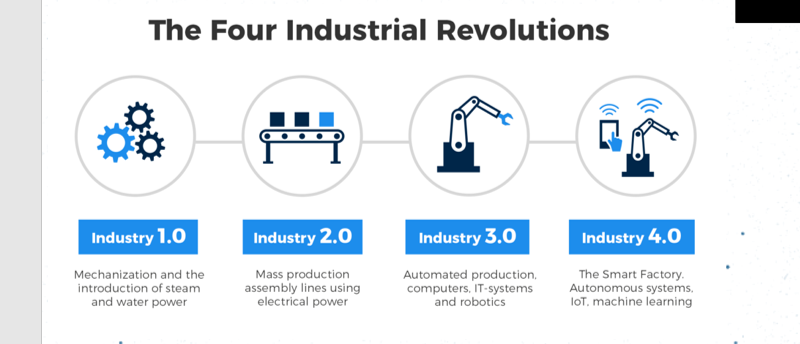 The Four Industrial Revolutions
Industry 1.0
Mechanization and the
introduction of steam
and water power
Industry 2.0
Mass production
assembly lines using
electrical power
Industry 3.0
Automated production,
computers, IT-systems
and robotics
Industry 4.0
The Smart Factory.
Autonomous systems,
IoT, machine learning